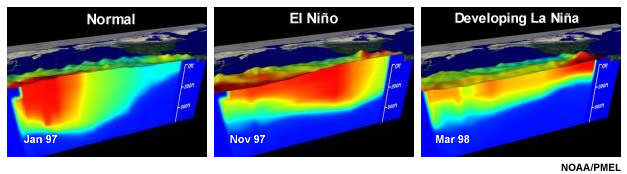 Normal
El Niño
Developing La Niña
Jan 97
Nov 97
Mar 98
NOAA/PMEL